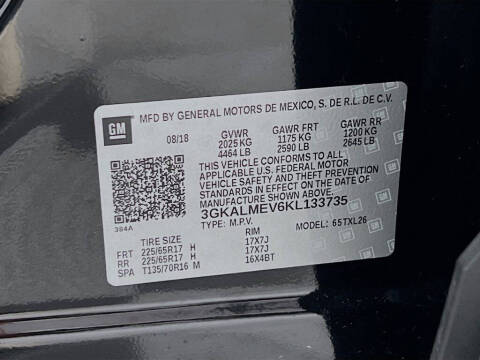 MFD BY GENERAL MOTORS DE MEXICO, S. DE R.L. DE C.V.
GM
08/18 GVWR GAWR FRT GAWR RR
2025 KG 1175 KG 1200 KG
4464 LB 2590 LB 2645 LB
THIS VEHICLE CONFORMS TO ALL
APPLICABLE U.S. FEDERAL MOTOR
VEHICLE SAFETY AND THEFT
PREVENTION STANDARDS IN
EFFECT ON THE DATE OF
MANUFACTURE SHOWN ABOVE.
3GKALMEV6KL133735
TYPE: M.P.V. MODEL: 65TXL26
384A
TIRE SIZE RIM
FRT 225/65R17 H 17X7J
RR 225/65R17 H 17X7J
SPA T135/70R16 M 16X4BT